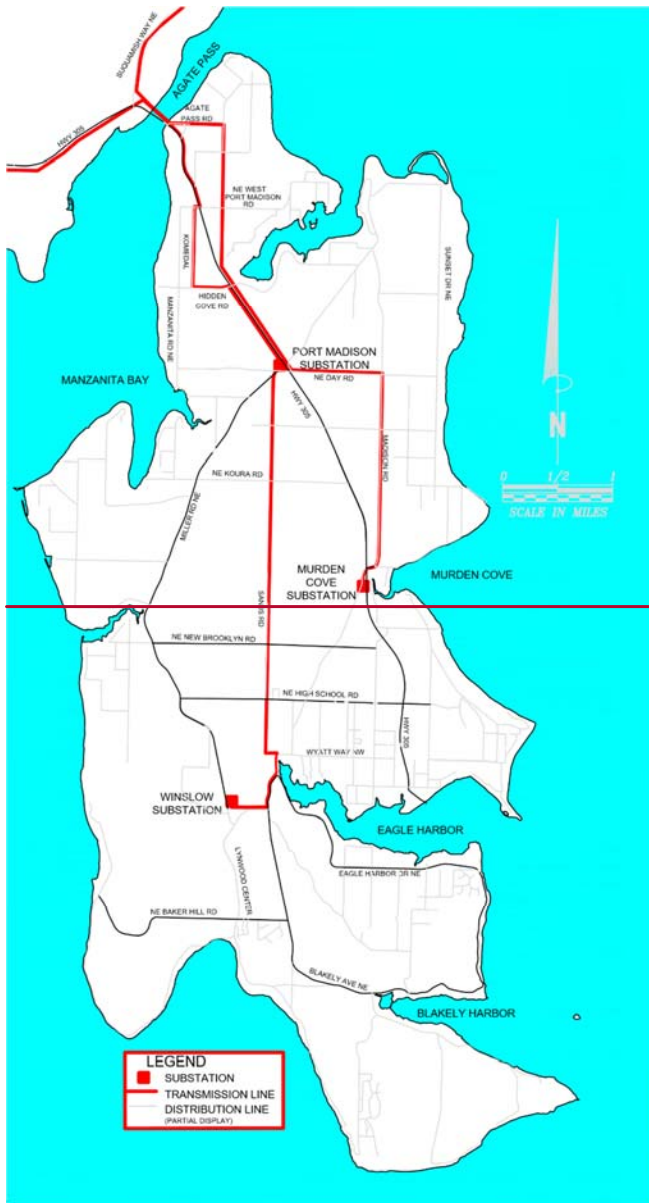 SUQUAMISH WAY NE
AGATE PASS
HWY 305
AGATE
PASS RD
NE WEST
PORT MADISON
RD
KOMEDAL
SUNSET DR NE
HIDDEN
COVE RD
MANZANITA RD NE
PORT MADISON
SUBSTATION
NE DAY RD
MANZANITA BAY
HWY 305
N
MADISON RD
NE KOURA RD
MILLER RD NE
0 1/2 1
SCALE IN MILES
MURDEN
COVE
SUBSTATION
MURDEN COVE
SANDS RD
NE NEW BROOKLYN RD
NE HIGH SCHOOL RD
HWY 305
WYATT WAY NW
WINSLOW
SUBSTATION
EAGLE HARBOR
LYNWOOD CENTER
EAGLE HARBOR DR NE
NE BAKER HILL RD
BLAKELY AVE NE
BLAKELY HARBOR
LEGEND
SUBSTATION
TRANSMISSION LINE
DISTRIBUTION LINE
(PARTIAL DISPLAY)